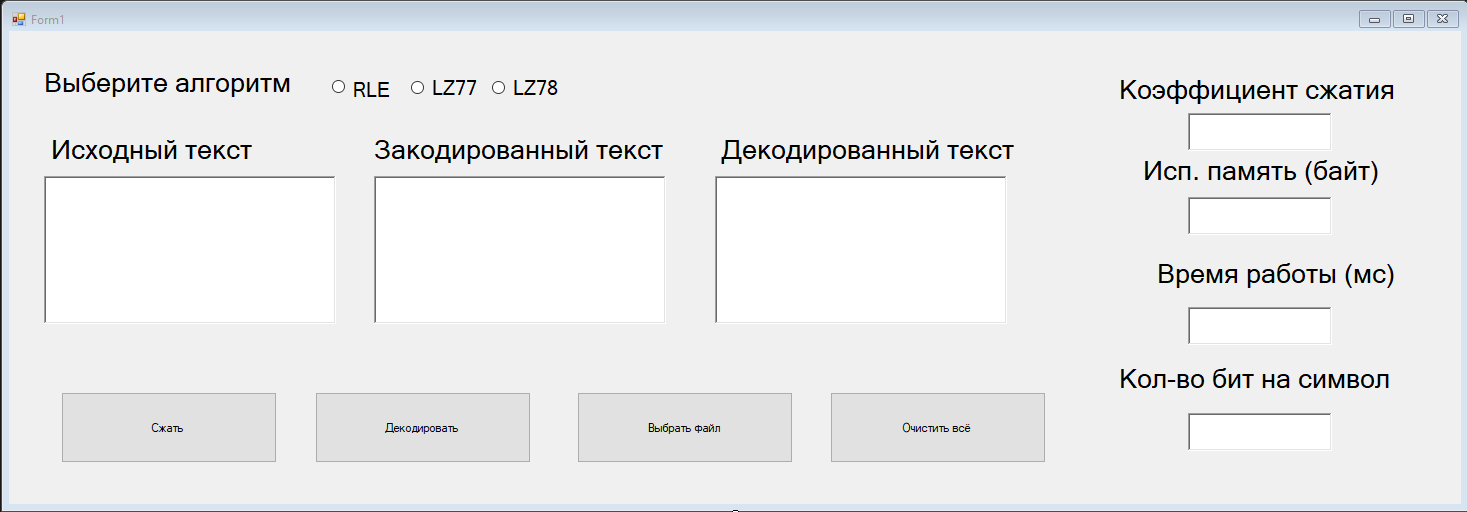 Form1
Выберите алгоритм RLE LZ77 LZ78
Исходный текст
Закодированный текст
Декодированный текст
Коэффициент сжатия
Исп. память (байт)
Время работы (мс)
Кол-во бит на символ
Сжать
Декодировать
Выбрать файл
Очистить всё